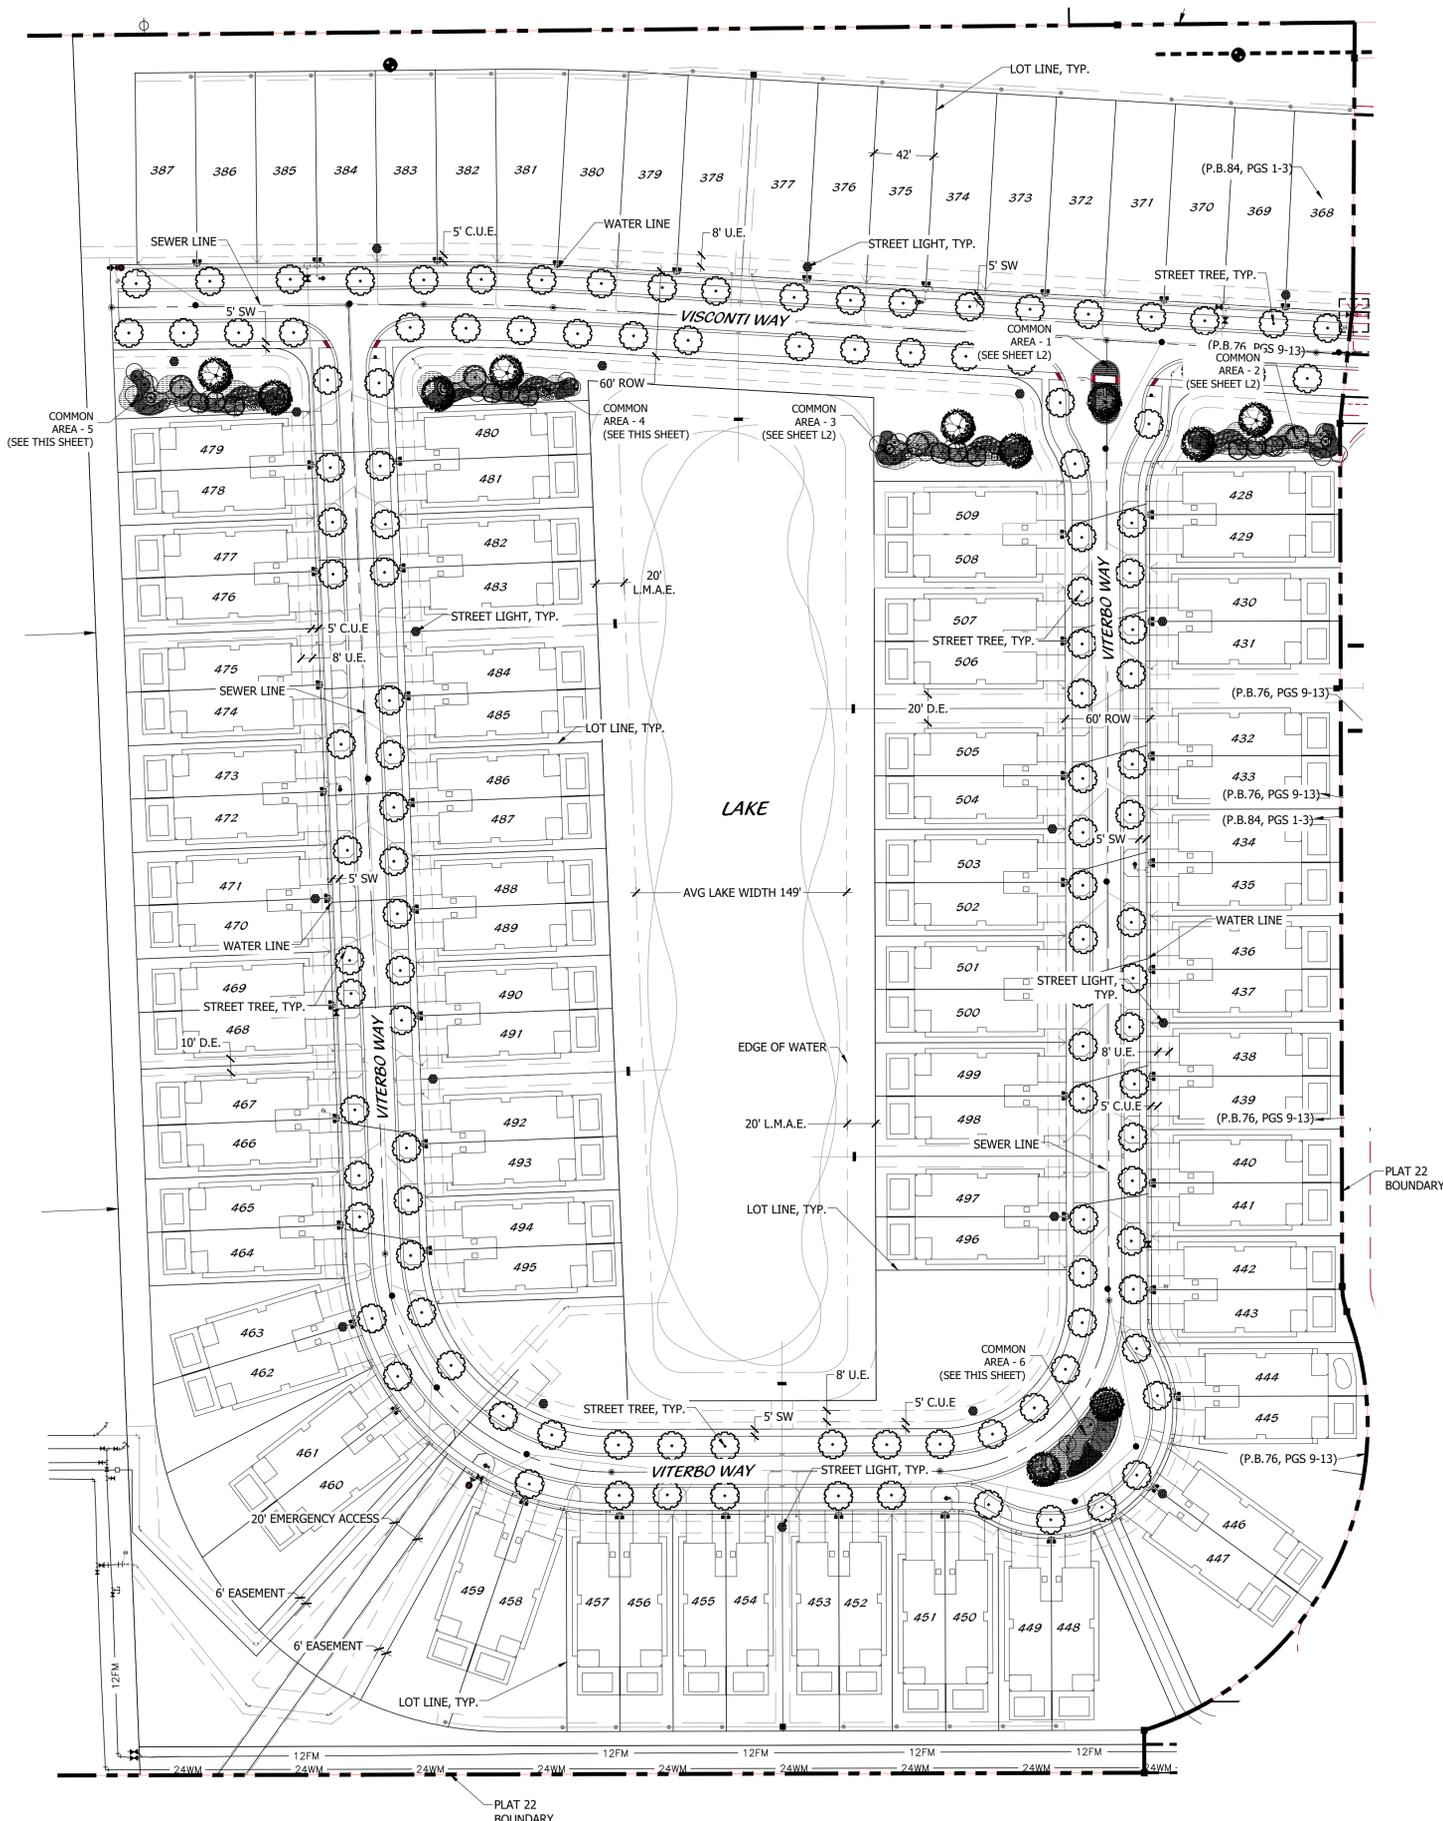 LOT LINE, TYP.
42'
(P.B.84, PGS 1-3)
387
386
385
384
383
382
381
380
379
378
377
376
375
374
373
372
371
370
369
368
SEWER LINE
5' C.U.E.
WATER LINE
8' U.E.
STREET LIGHT, TYP.
5' SW
STREET TREE, TYP.
5' SW
VISCONTI WAY
COMMON
AREA - 1
(SEE SHEET L2)
(P.B.76, PGS 9-13)
COMMON
AREA - 2
(SEE SHEET L2)
60' ROW
COMMON
AREA - 5
(SEE THIS SHEET)
COMMON
AREA - 4
(SEE THIS SHEET)
COMMON
AREA - 3
(SEE SHEET L2)
479
478
477
476
475
474
473
472
471
470
469
468
467
466
465
464
463
462
461
460
480
481
482
483
484
485
486
487
488
489
490
491
492
493
494
495
20'
L.M.A.E.
STREET LIGHT, TYP.
5' C.U.E
8' U.E.
SEWER LINE
LOT LINE, TYP.
5' SW
WATER LINE
STREET TREE, TYP.
10' D.E.
VITERBO WAY
LAKE
AVG LAKE WIDTH 149'
EDGE OF WATER
20' L.M.A.E.
509
508
507
506
505
504
503
502
501
500
499
498
497
496
VITERBO WAY
STREET TREE, TYP.
20' D.E.
60' ROW
5' SW
WATER LINE
STREET LIGHT,
TYP.
8' U.E.
5' C.U.E
SEWER LINE
LOT LINE, TYP.
428
429
430
431
(P.B.76, PGS 9-13)
432
433
(P.B.76, PGS 9-13)
(P.B.84, PGS 1-3)
434
435
436
437
438
439
(P.B.76, PGS 9-13)
440
441
442
443
444
445
PLAT 22
BOUNDARY
COMMON
AREA - 6
(SEE THIS SHEET)
8' U.E.
STREET TREE, TYP.
5' SW
5' C.U.E
VITERBO WAY
STREET LIGHT, TYP.
(P.B.76, PGS 9-13)
446
447
20' EMERGENCY ACCESS
6' EASEMENT
6' EASEMENT
459
458
457
456
455
454
453
452
451
450
449
448
LOT LINE, TYP.
12FM
12FM
12FM
12FM
12FM
12FM
24WM
24WM
24WM
24WM
24WM
24WM
24WM
24WM
24WM
PLAT 22
BOUNDARY